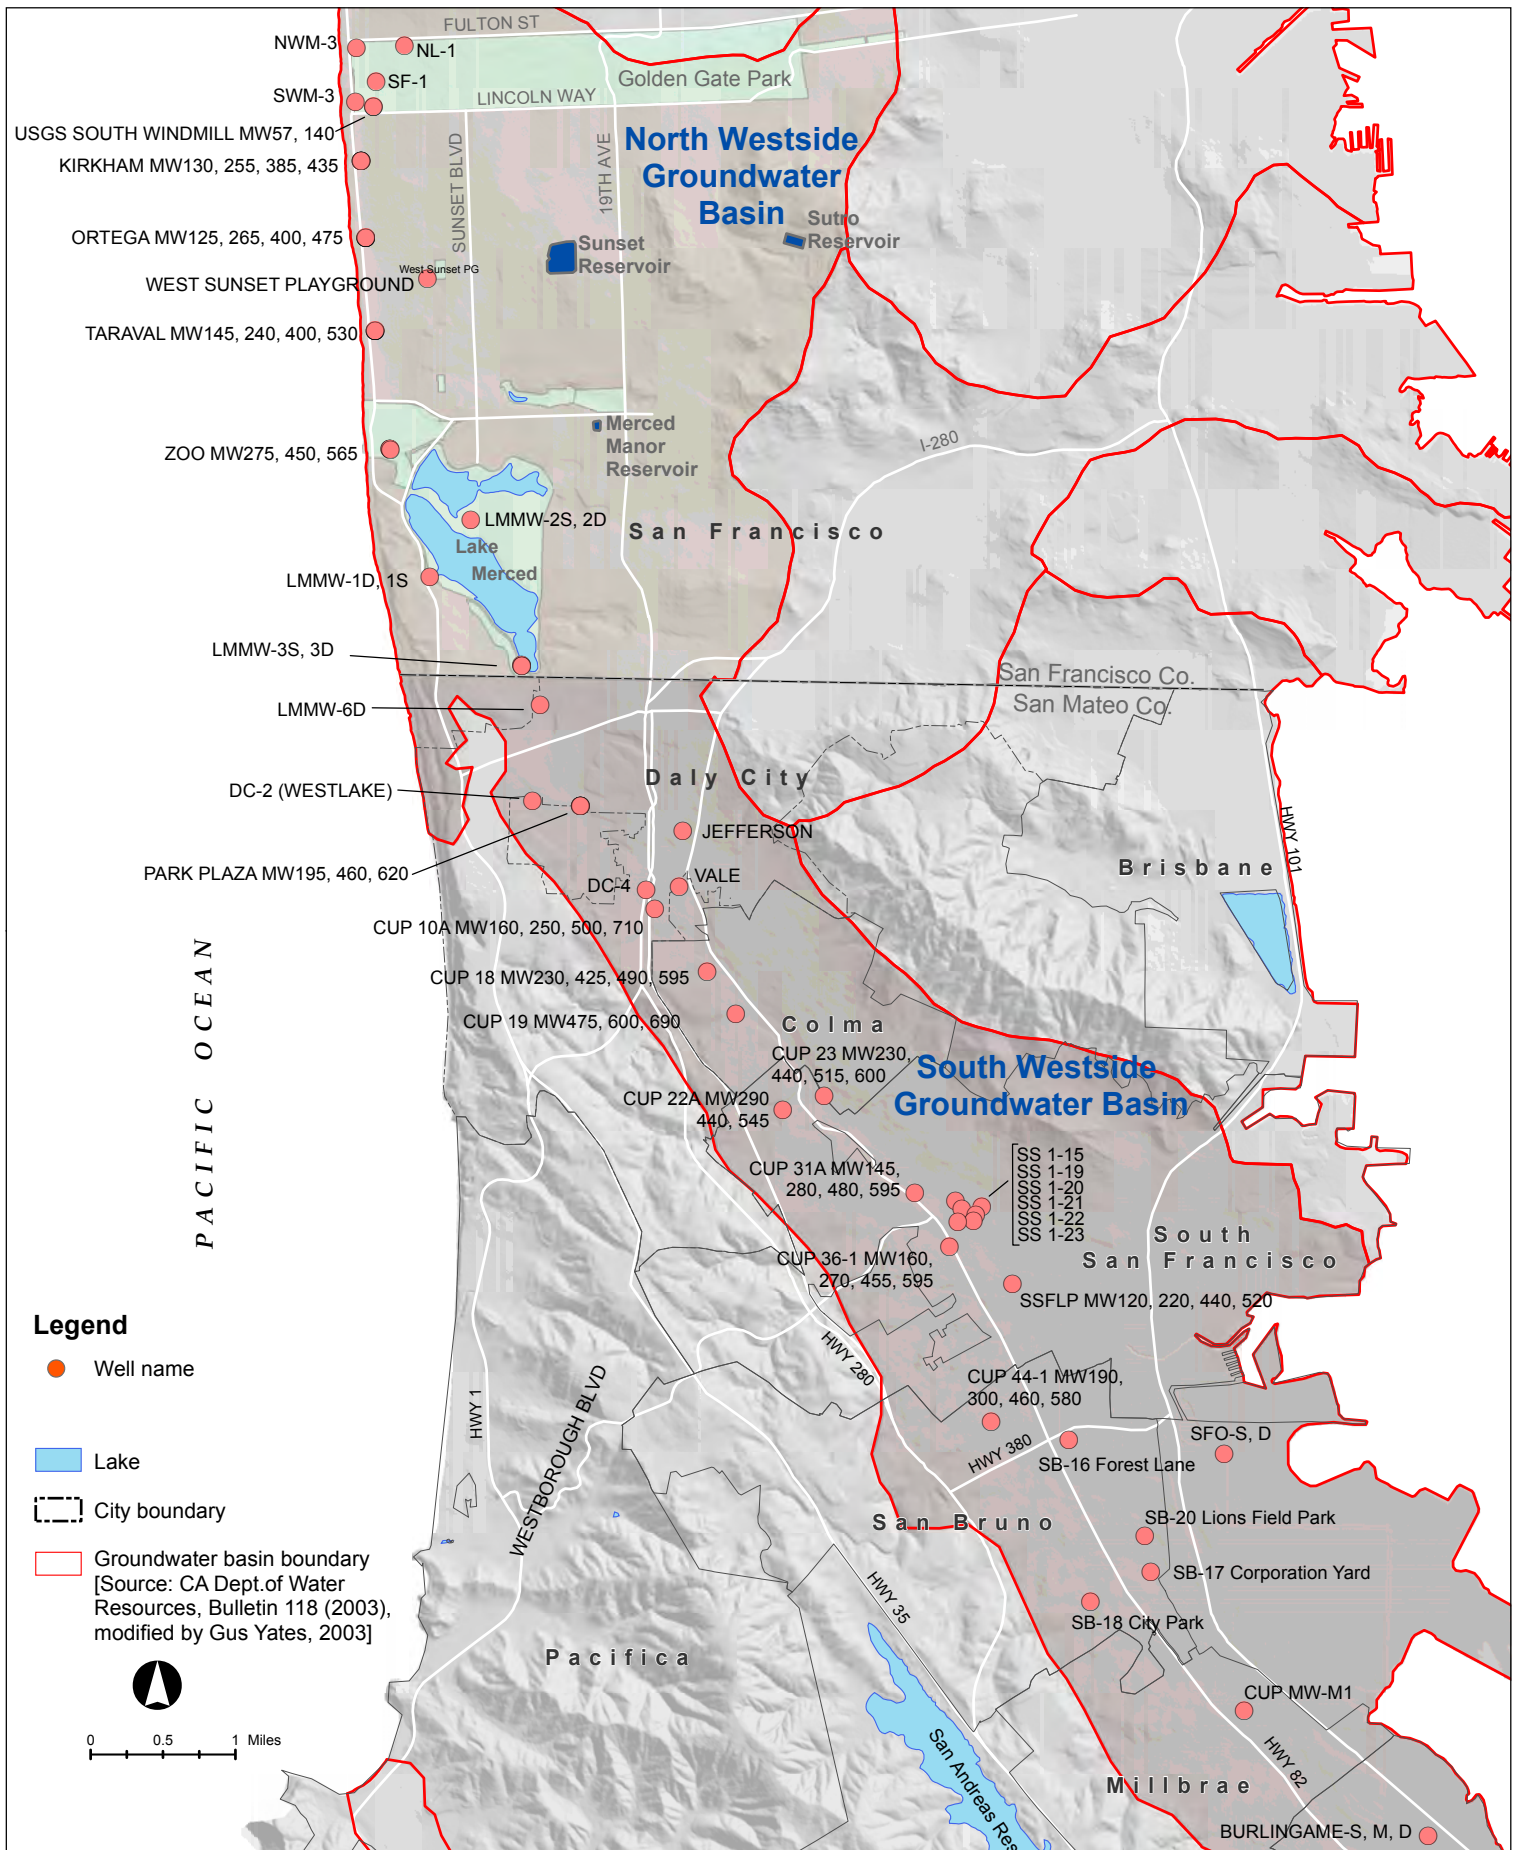 FULTON ST
NWM-3
NL-1
SF-1
Golden Gate Park
SWM-3
LINCOLN WAY
USGS SOUTH WINDMILL MW57, 140
KIRKHAM MW130, 255, 385, 435
SUNSET BLVD
19TH AVE
North Westside
Groundwater
Basin
Sutro
Reservoir
ORTEGA MW125, 265, 400, 475
Sunset
Reservoir
West Sunset PG
WEST SUNSET PLAYGROUND
TARAVAL MW145, 240, 400, 530
Merced
Manor
Reservoir
I-280
ZOO MW275, 450, 565
LMMW-2S, 2D
San Francisco
Lake
Merced
LMMW-1D, 1S
LMMW-3S, 3D
San Francisco Co.
San Mateo Co.
LMMW-6D
Daly City
DC-2 (WESTLAKE)
JEFFERSON
HWY 101
Brisbane
PARK PLAZA MW195, 460, 620
DC-4
VALE
CUP 10A MW160, 250, 500, 710
CUP 18 MW230, 425, 490, 595
CUP 19 MW475, 600, 690
Colma
PACIFIC OCEAN
CUP 23 MW230,
440, 515, 600
South Westside
Groundwater Basin
CUP 22A MW290
440, 545
CUP 31A MW145,
280, 480, 595
SS 1-15
SS 1-19
SS 1-20
SS 1-21
SS 1-22
SS 1-23
South
San Francisco
CUP 36-1 MW160,
270, 455, 595
SSFLP MW120, 220, 440, 520
HWY 280
CUP 44-1 MW190,
300, 460, 580
HWY 1
WESTBOROUGH BLVD
HWY 380
SFO-S, D
SB-16 Forest Lane
San Bruno
SB-20 Lions Field Park
SB-17 Corporation Yard
HWY 35
SB-18 City Park
Pacifica
CUP MW-M1
San Andreas Res
HWY 82
Millbrae
BURLINGAME-S, M, D
Legend
Well name
Lake
City boundary
Groundwater basin boundary
[Source: CA Dept.of Water
Resources, Bulletin 118 (2003),
modified by Gus Yates, 2003]
0 0.5 1 Miles